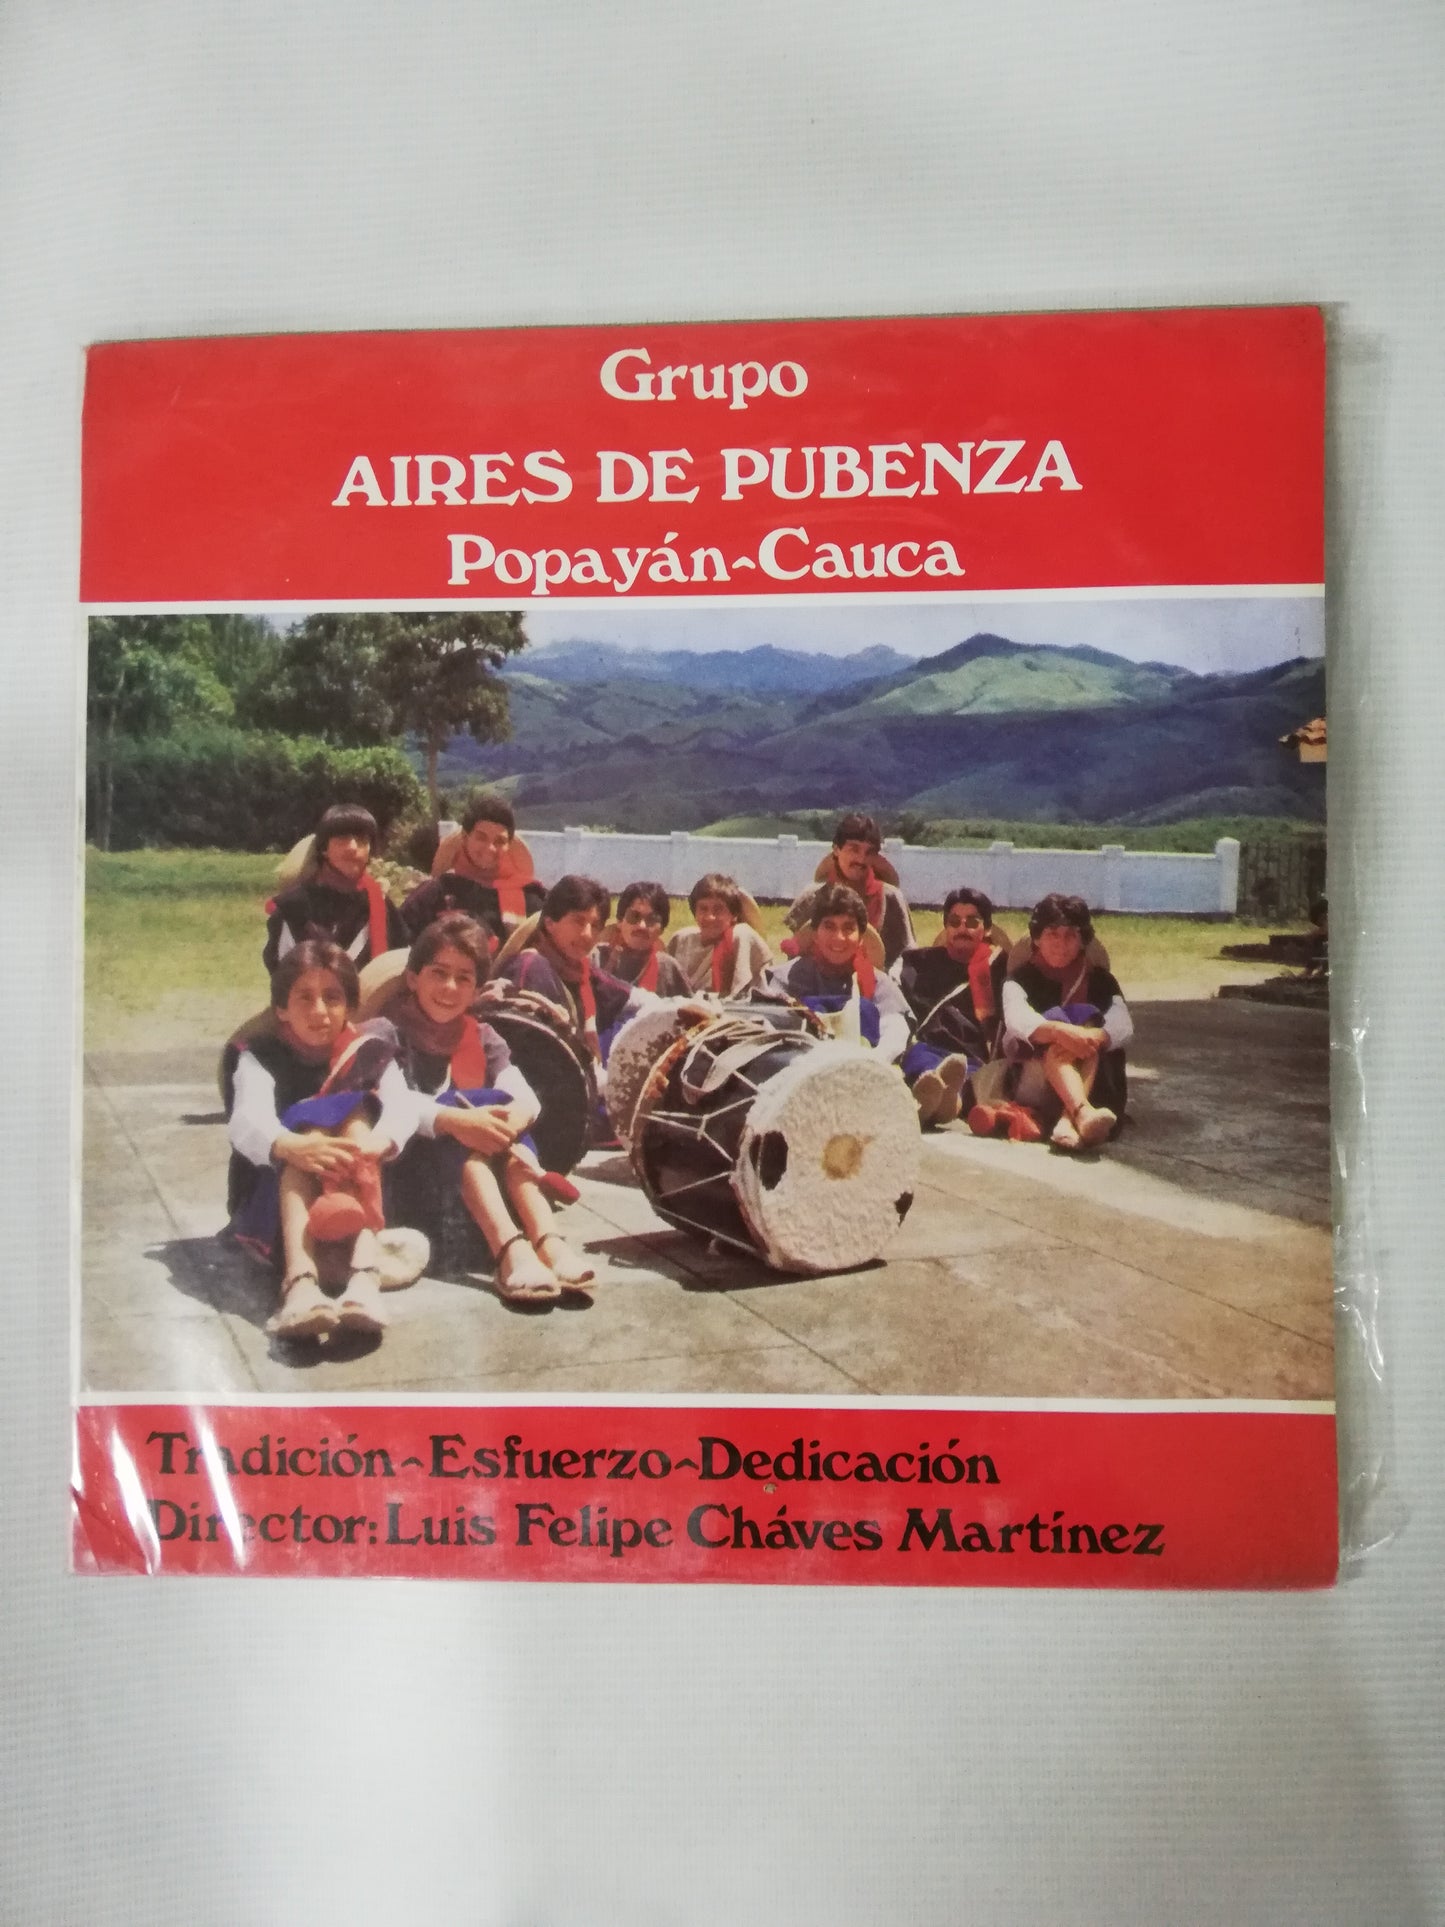 Grupo
AIRES DE PUBENZA
Popayán-Cauca
Tradición-Esfuerzo-Dedicación
Director: Luis Felipe Cháves Martínez